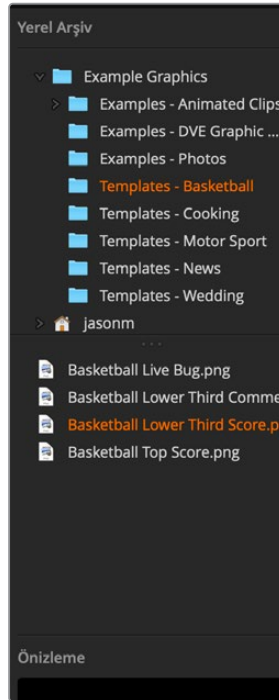 Yerel Arşiv
Example Graphics
Examples - Animated Clips
Examples - DVE Graphic ...
Examples - Photos
Templates - Basketball
Templates - Cooking
Templates - Motor Sport
Templates - News
Templates - Wedding
jasonm
Basketball Live Bug.png
Basketball Lower Third Comme
Basketball Lower Third Score.p
Basketball Top Score.png
Önizleme